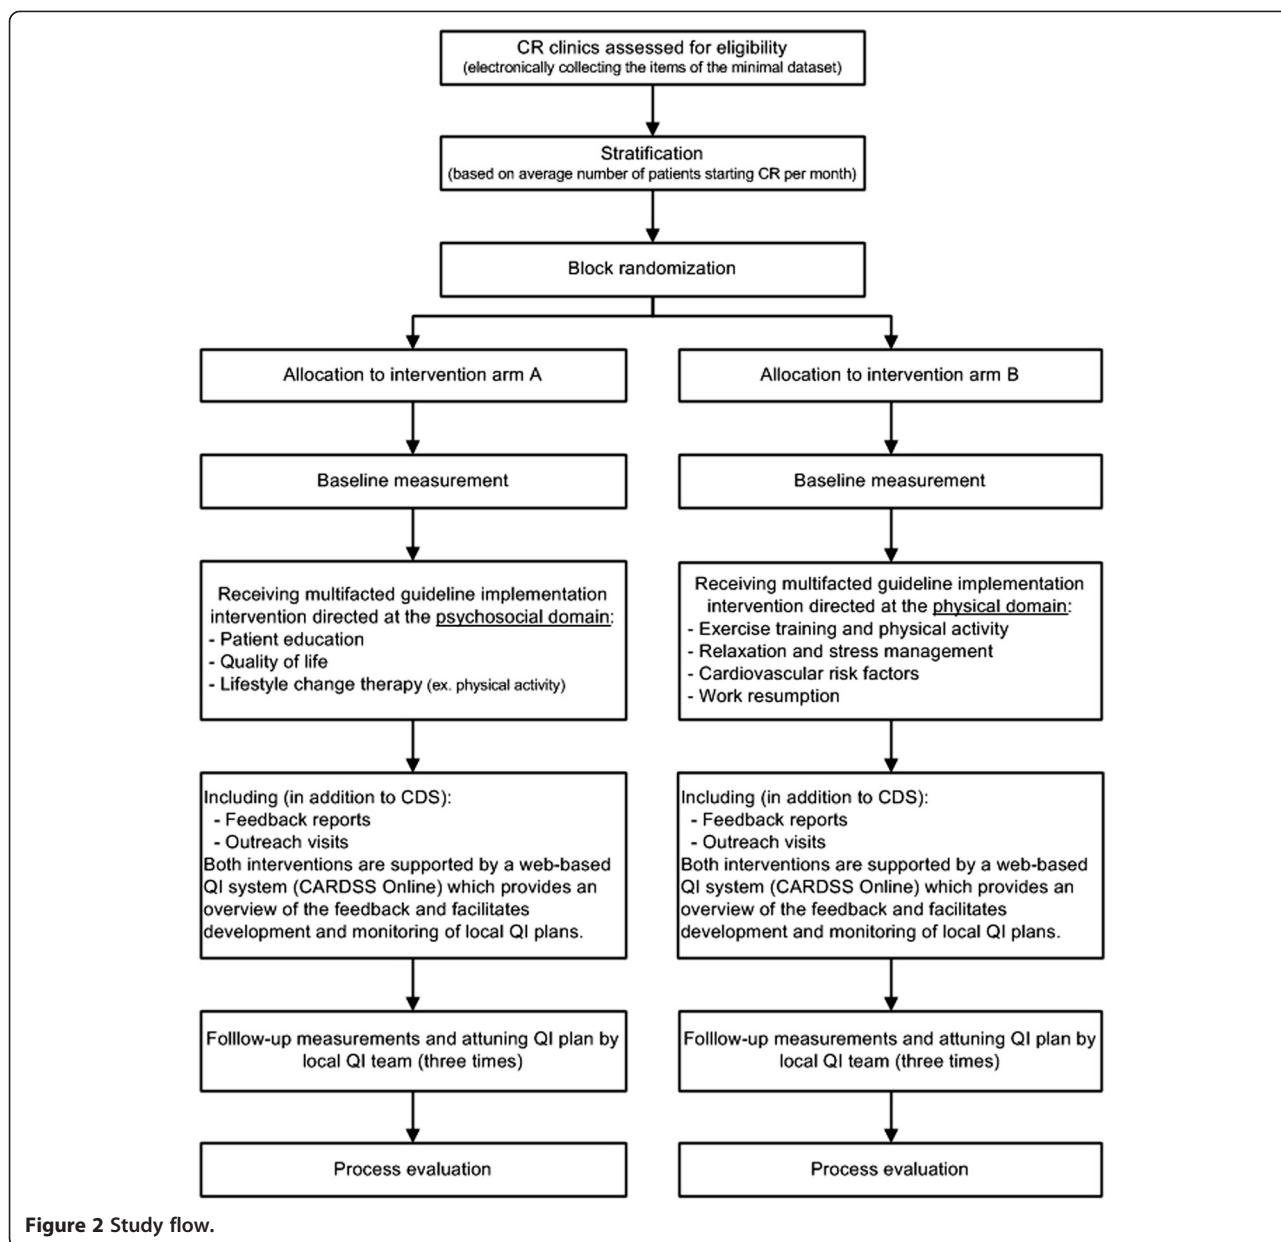 CR clinics assessed for eligibility
(electronically collecting the items of the minimal dataset)
Stratification
(based on average number of patients starting CR per month)
Block randomization
Allocation to intervention arm A
Allocation to intervention arm B
Baseline measurement
Baseline measurement
Receiving multifacted guideline implementation
intervention directed at the psychosocial domain:
- Patient education
- Quality of life
- Lifestyle change therapy (ex. physical activity)
Receiving multifacted guideline implementation
intervention directed at the physical domain:
- Exercise training and physical activity
- Relaxation and stress management
- Cardiovascular risk factors
- Work resumption
Including (in addition to CDS):
- Feedback reports
- Outreach visits
Both interventions are supported by a web-based
QI system (CARDSS Online) which provides an
overview of the feedback and facilitates
development and monitoring of local QI plans.
Including (in addition to CDS):
- Feedback reports
- Outreach visits
Both interventions are supported by a web-based
QI system (CARDSS Online) which provides an
overview of the feedback and facilitates
development and monitoring of local QI plans.
Folllow-up measurements and attuning QI plan by
local QI team (three times)
Folllow-up measurements and attuning QI plan by
local QI team (three times)
Process evaluation
Process evaluation
Figure 2 Study flow.